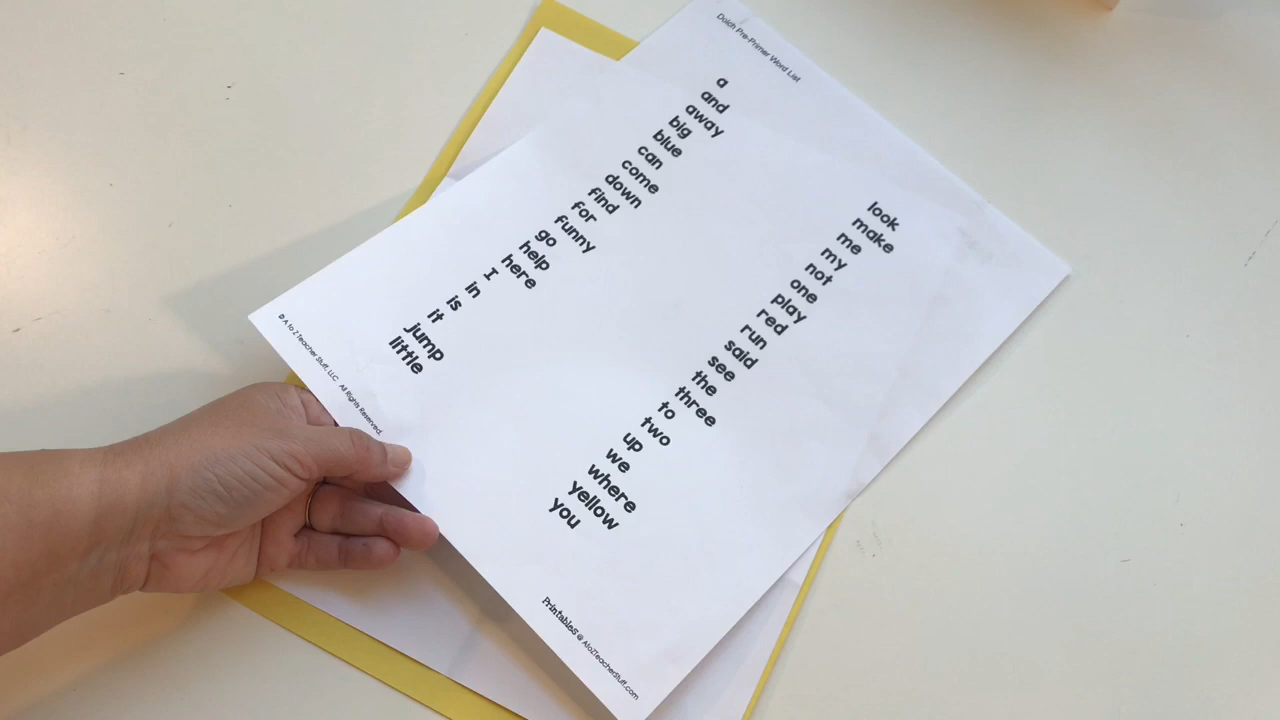 Dolch Pre-Primer Word List
a
and
away
big
blue
can
come
down
find
for
funny
go
help
here
I
in
is
it
jump
little
look
make
me
my
not
one
play
red
run
said
see
the
three
to
two
up
we
where
yellow
you
© A to Z Teacher Stuff, LLC All Rights Reserved.
Printables @ AtoZTeacherStuff.com